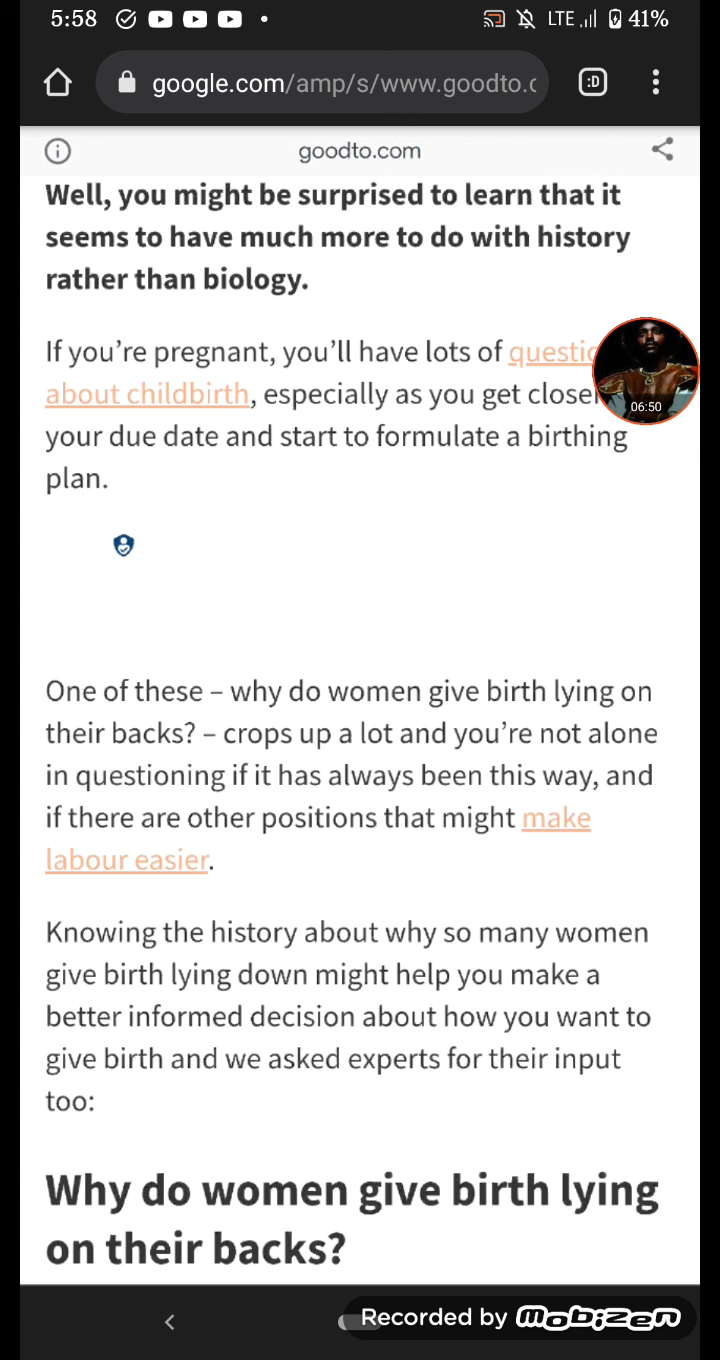 5:58
LTE
41%
google.com/amp/s/www.goodto.c
:D
goodto.com
Well, you might be surprised to learn that it
seems to have much more to do with history
rather than biology.
If you’re pregnant, you’ll have lots of
about childbirth, especially as you get
06:50
your due date and start to formulate a birthing
plan.
One of these – why do women give birth lying on
their backs? – crops up a lot and you’re not alone
in questioning if it has always been this way, and
if there are other positions that might make
labour easier.
Knowing the history about why so many women
give birth lying down might help you make a
better informed decision about how you want to
give birth and we asked experts for their input
too:
Why do women give birth lying
on their backs?
Recorded by Mobizen